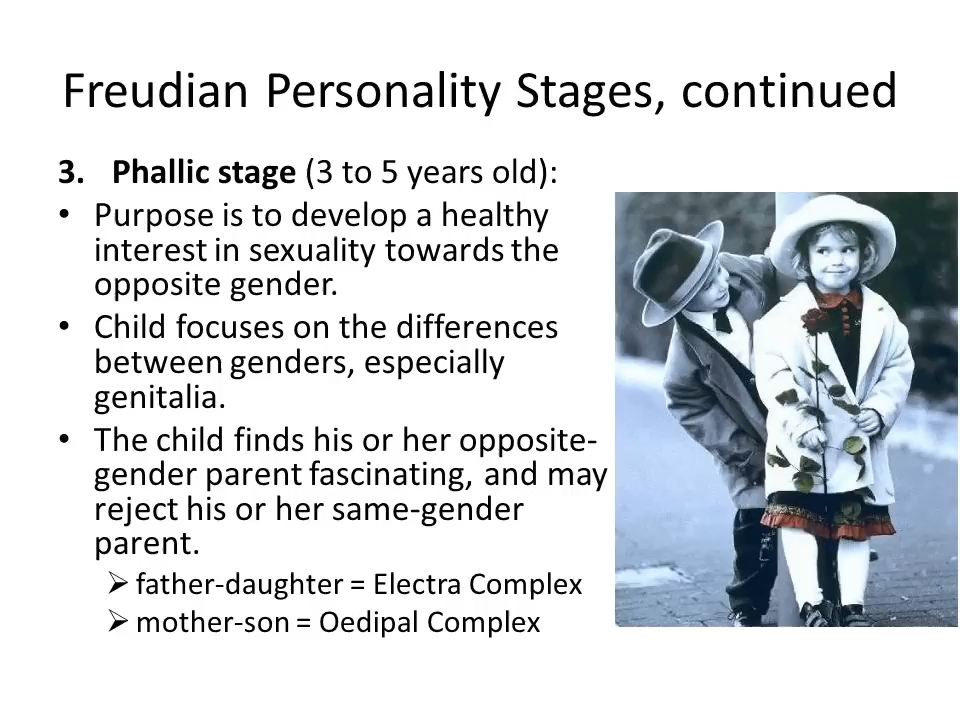 Freudian Personality Stages, continued
3. Phallic stage (3 to 5 years old):
• Purpose is to develop a healthy
interest in sexuality towards the
opposite gender.
• Child focuses on the differences
between genders, especially
genitalia.
• The child finds his or her opposite-
gender parent fascinating, and may
reject his or her same-gender
parent.
➢ father-daughter = Electra Complex
➢ mother-son = Oedipal Complex